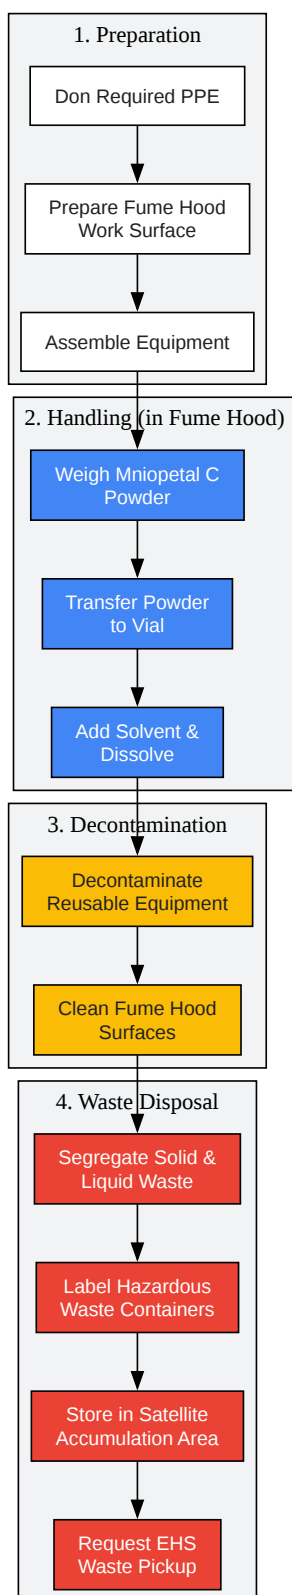 1. Preparation
Don Required PPE
Prepare Fume Hood
Work Surface
Assemble Equipment
2. Handling (in Fume Hood)
Weigh Mniopetal C
Powder
Transfer Powder
to Vial
Add Solvent &
Dissolve
3. Decontamination
Decontaminate
Reusable Equipment
Clean Fume Hood
Surfaces
4. Waste Disposal
Segregate Solid &
Liquid Waste
Label Hazardous
Waste Containers
Store in Satellite
Accumulation Area
Request EHS
Waste Pickup